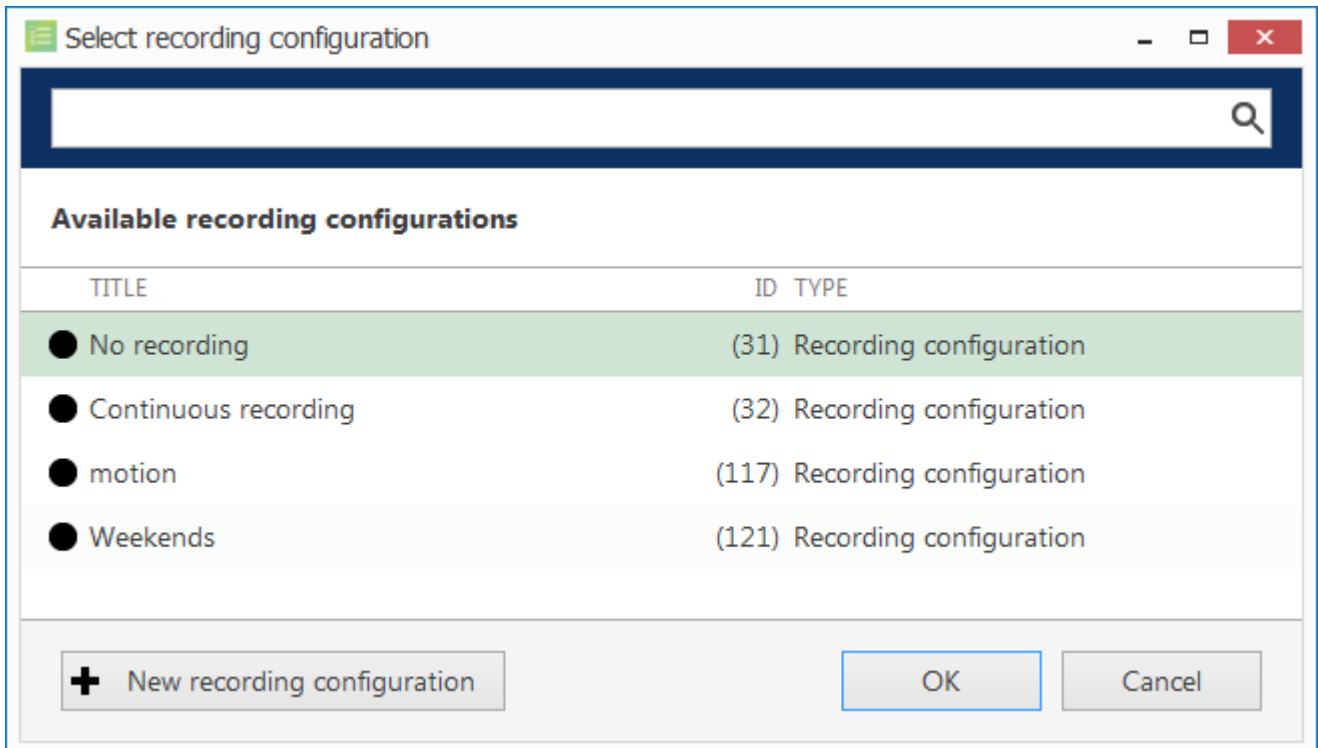 Select recording configuration
Available recording configurations
TITLE ID TYPE
No recording (31) Recording configuration
Continuous recording (32) Recording configuration
motion (117) Recording configuration
Weekends (121) Recording configuration
New recording configuration OK Cancel